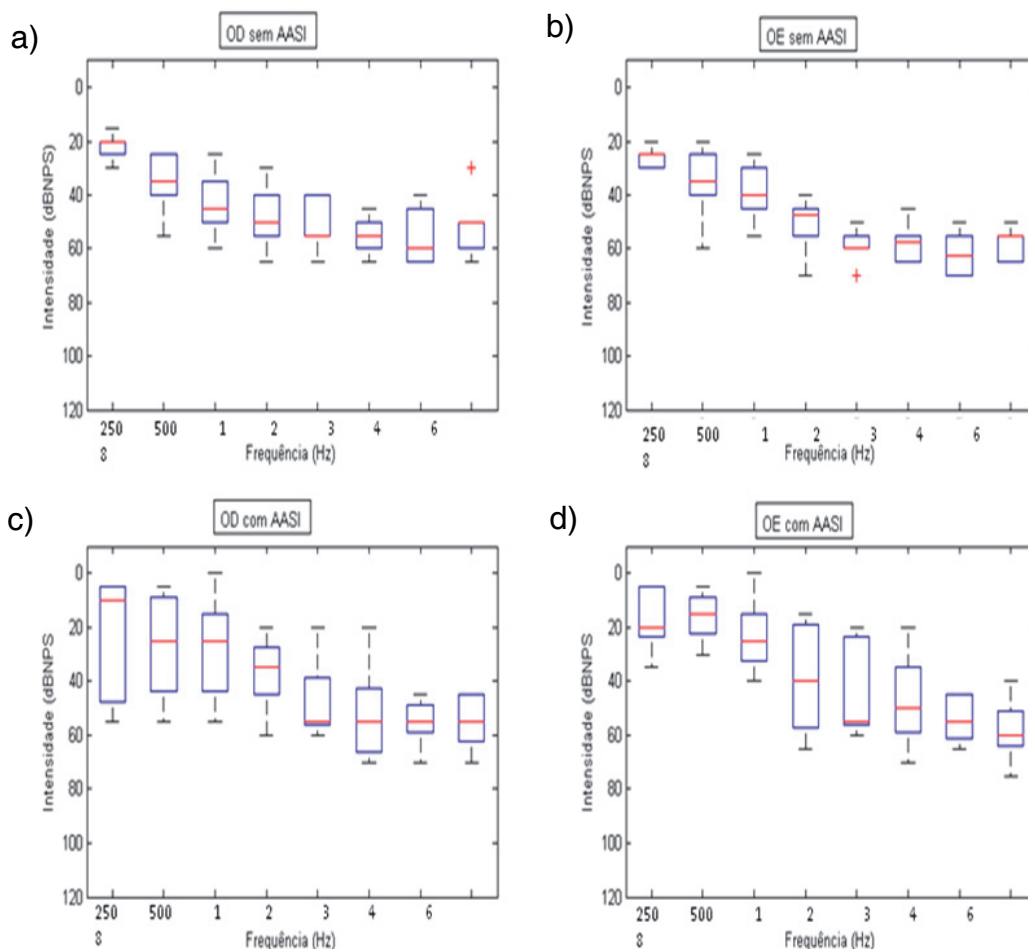 a)
OD sem AASI
Intensidade (dBNPS)
0
20
40
60
80
100
120
250 500 1 2 3 4 6
8
Frequência (Hz)
b)
OE sem AASI
Intensidade (dBNPS
0
20
40
60
80
100
120
250 500 1 2 3 4 6
8
Frequência (Hz)
c)
OD com AASI
Intensidade (dBNPS)
0
20
40
60
80
100
120
250 500 1 2 3 4 6
8
Frequência (Hz)
d)
OE com AASI
Intensidade (dBNPS)
0
20
40
60
80
100
120
250 500 1 2 3 4 6
8
Frequência (Hz)